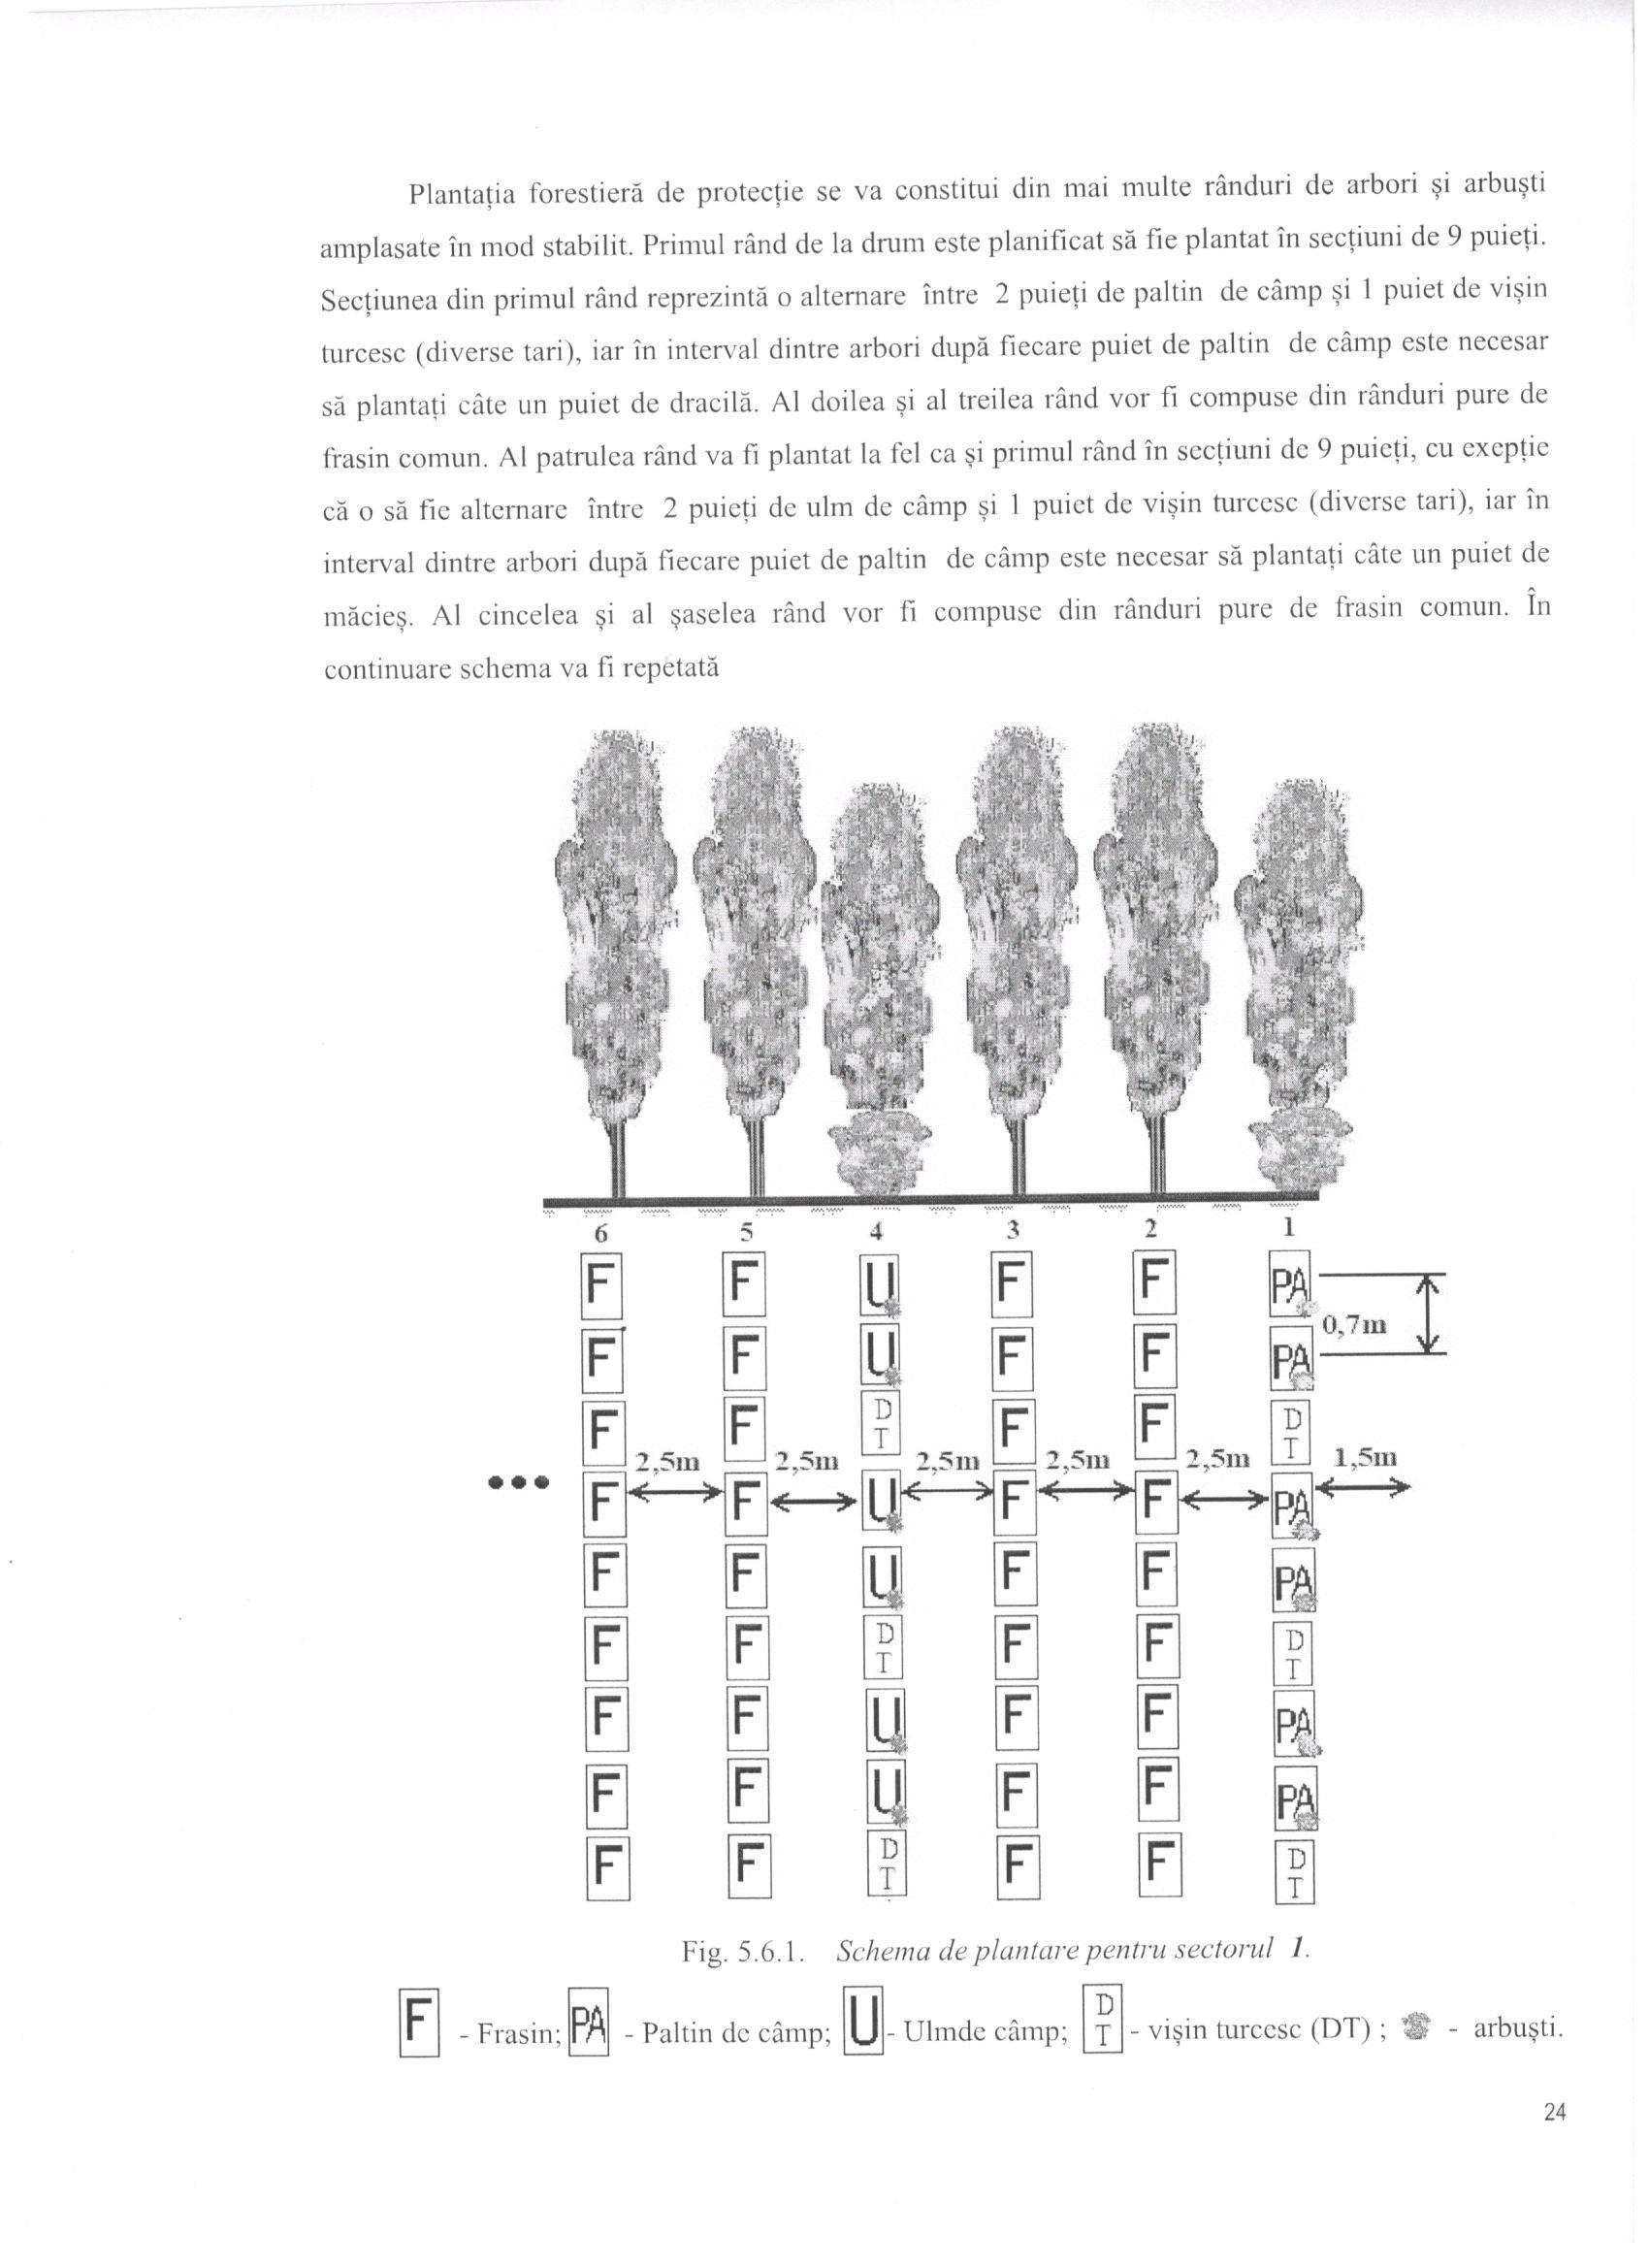 Plantația forestieră de protecție se va constitui din mai multe rânduri de arbori și arbuști
amplasate în mod stabilit. Primul rând de la drum este planificat să fie plantat în secțiuni de 9 puieți.
Secțiunea din primul rând reprezintă o alternare între 2 puieți de paltin de câmp și 1 puiet de vișin
turcesc (diverse tari), iar în interval dintre arbori după fiecare puiet de paltin de câmp este necesar
să plantați câte un puiet de dracilă. Al doilea și al treilea rând vor fi compuse din rânduri pure de
frasin comun. Al patrulea rând va fi plantat la fel ca și primul rând în secțiuni de 9 puieți, cu exepție
că o să fie alternare între 2 puieți de ulm de câmp și 1 puiet de vișin turcesc (diverse tari), iar în
interval dintre arbori după fiecare puiet de paltin de câmp este necesar să plantați câte un puiet de
măcieș. Al cincelea și al șaselea rând vor fi compuse din rânduri pure de frasin comun. În
continuare schema va fi repetată
6 5 4 3 2 1
F F U F F PA
0,7m
F F U F F PA
F F DT F F DT
2,5m 2,5m 2,5m 2,5m 2,5m 1,5m
F F U F F PA
F F U F F PA
F F DT F F DT
F F U F F PA
F F U F F PA
F F DT F F DT
Fig. 5.6.1. Schema de plantare pentru sectorul 1.
F - Frasin; PA - Paltin de câmp; U - Ulmde câmp; DT - vișin turcesc (DT) ; - arbuști.
24